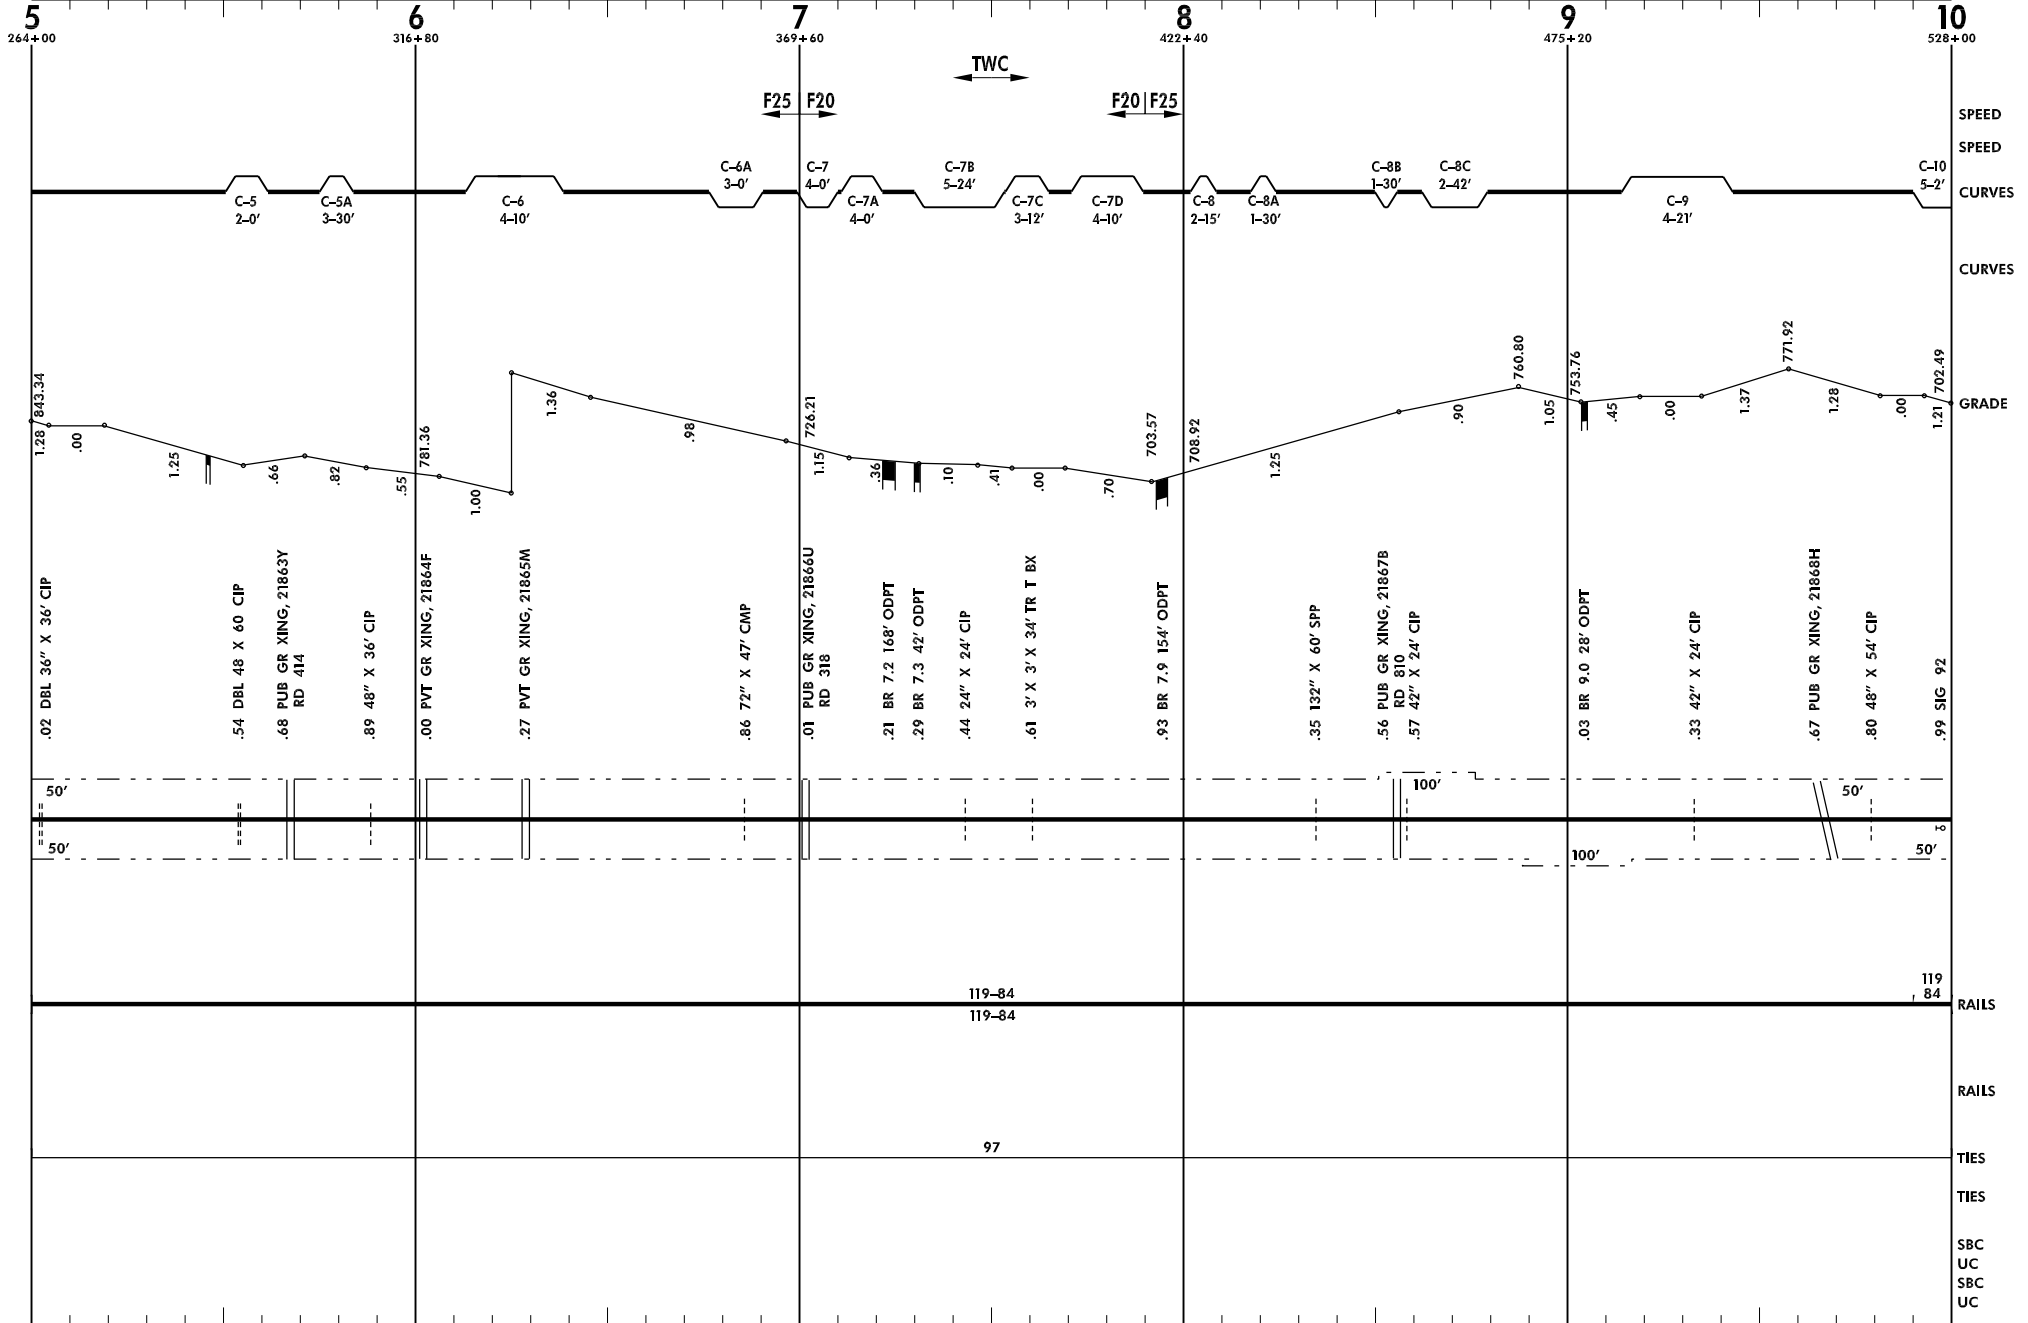 5 6 7 8 9 10
264+00 316+80 369+60 422+40 475+20 528+00
TWC
F25 F20 F20 F25
SPEED
SPEED
C-6A C-7 C-7B C-8B C-8C C-10
3-0' 4-0' 5-24' 1-30' 2-42' 5-2'
CURVES
C-5 C-5A C-6 C-7A C-7C C-7D C-8 C-8A C-9
2-0' 3-30' 4-10' 4-0' 3-12' 4-10' 2-15' 1-30' 4-21'
CURVES
843.34
1.28
.00
1.25
.66
.82
.55
781.36
1.00
1.36
.98
726.21
1.15
.36
.10
.41
.00
.70
703.57
708.92
1.25
.90
760.80
1.05
753.76
.45
.00
1.37
771.92
1.28
.00
702.49
1.21
GRADE
.02 DBL 36" X 36' CIP
.54 DBL 48 X 60 CIP
.68 PUB GR XING, 21863Y
RD 414
.89 48" X 36' CIP
.00 PVT GR XING, 21864F
.27 PVT GR XING, 21865M
.86 72" X 47' CMP
.01 PUB GR XING, 21866U
RD 318
.21 BR 7.2 168' ODPT
.29 BR 7.3 42' ODPT
.44 24" X 24' CIP
.61 3' X 3' X 34' TR T BX
.93 BR 7.9 154' ODPT
.35 132" X 60' SPP
.56 PUB GR XING, 21867B
RD 810
.57 42" X 24' CIP
.03 BR 9.0 28' ODPT
.33 42" X 24' CIP
.67 PUB GR XING, 21868H
.80 48" X 54' CIP
.99 SIG 92
50' 100' 50'
50' 100' 50'
119
119-84 84
RAILS
119-84
RAILS
97
TIES
TIES
SBC
UC
SBC
UC